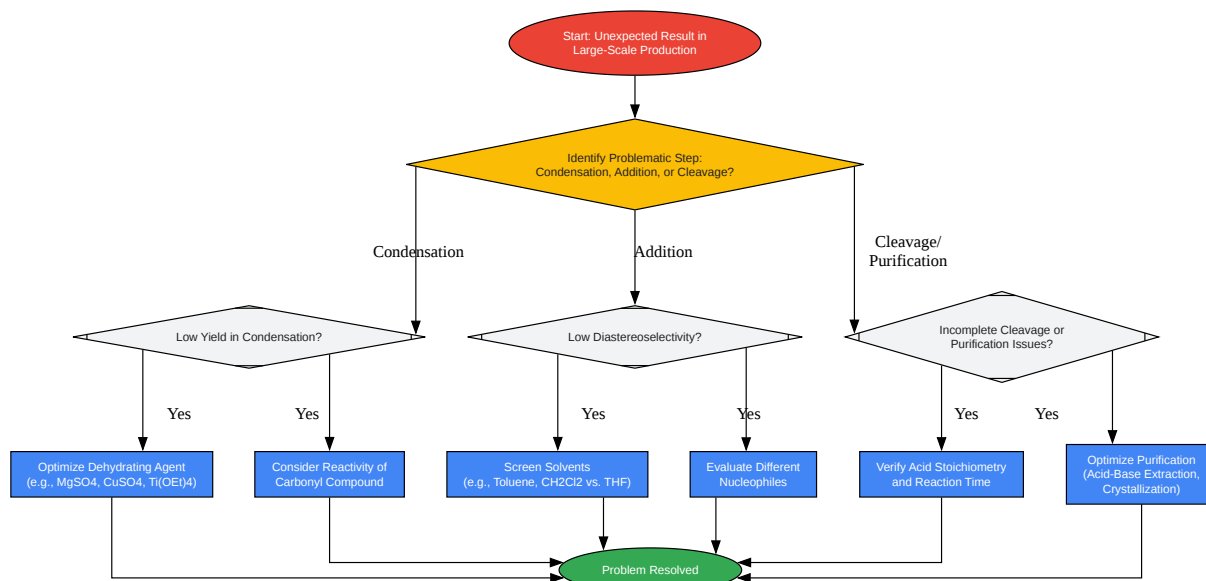 Start: Unexpected Result in
Large-Scale Production
Identify Problematic Step:
Condensation, Addition, or Cleavage?
Condensation
Addition
Cleavage/
Purification
Low Yield in Condensation?
Low Diastereoselectivity?
Incomplete Cleavage or
Purification Issues?
Yes
Yes
Yes
Yes
Yes
Yes
Optimize Dehydrating Agent
(e.g., MgSO4, CuSO4, Ti(OEt)4)
Consider Reactivity of
Carbonyl Compound
Screen Solvents
(e.g., Toluene, CH2Cl2 vs. THF)
Evaluate Different
Nucleophiles
Verify Acid Stoichiometry
and Reaction Time
Optimize Purification
(Acid-Base Extraction,
Crystallization)
Problem Resolved